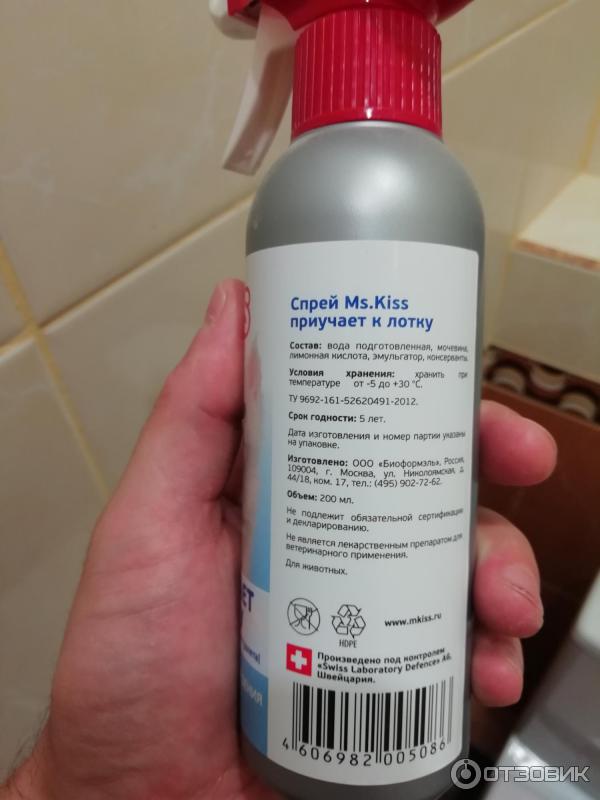 Спрей Ms.Kiss
приучает к лотку
Состав: вода подготовленная, мочевина,
лимонная кислота, эмульгатор, консерванты.
Условия хранения: хранить при
температуре от -5 до +30 °C.
ТУ 9692-161-52620491-2012.
Срок годности: 5 лет.
Дата изготовления и номер партии указаны
на упаковке.
Изготовлено: ООО «Биоформэль», Россия,
109004, г. Москва, ул. Николоямская, д.
44/18, ком. 17, тел.: (495) 902-72-62.
Объем: 200 мл.
Не подлежит обязательной сертификации
и декларированию.
Не является лекарственным препаратом для
ветеринарного применения.
Для животных.
HDPE
www.mkiss.ru
Произведено под контролем
«Swiss Laboratory Defence» AG,
Швейцария.
4 606982 005086
ОТЗОВИК